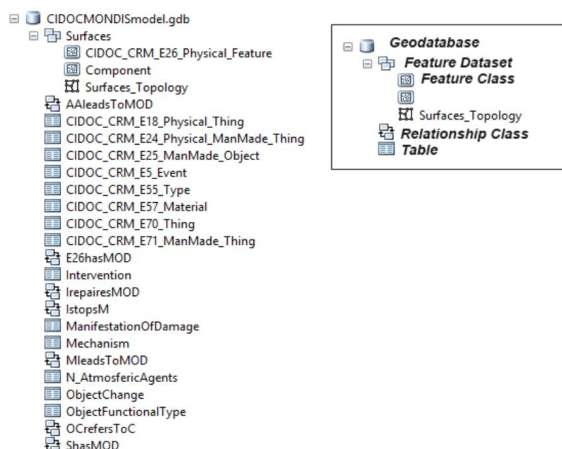 CIDOCMONDISmodel.gdb
Surfaces
CIDOC_CRM_E26_Physical_Feature
Component
Surfaces_Topology
AAleadsToMOD
CIDOC_CRM_E18_Physical_Thing
CIDOC_CRM_E24_Physical_ManMade_Thing
CIDOC_CRM_E25_ManMade_Object
CIDOC_CRM_E5_Event
CIDOC_CRM_E55_Type
CIDOC_CRM_E57_Material
CIDOC_CRM_E70_Thing
CIDOC_CRM_E71_ManMade_Thing
E26hasMOD
Intervention
IrepairesMOD
IstopsM
ManifestationOfDamage
Mechanism
MleadsToMOD
N_AtmosfericAgents
ObjectChange
ObjectFunctionalType
OCrefersToC
ShasMOD
Geodatabase
Feature Dataset
Feature Class
Surfaces_Topology
Relationship Class
Table